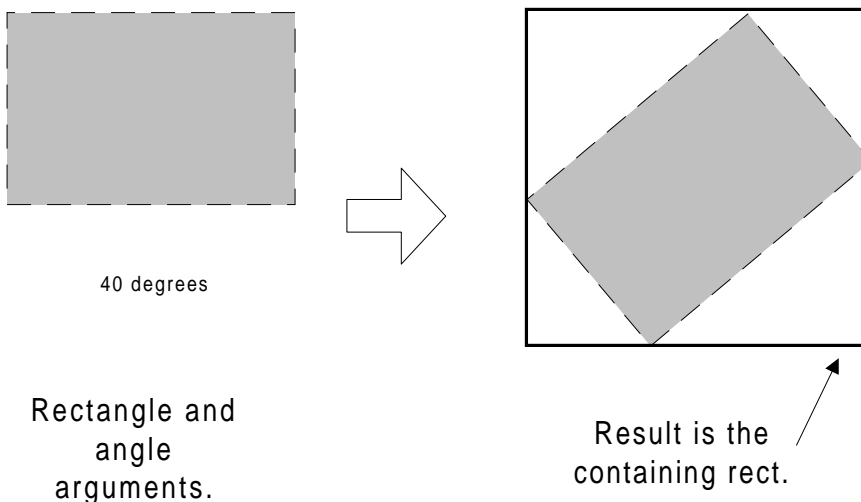 40 degrees
Rectangle and
angle
arguments.
Result is the
containing rect.